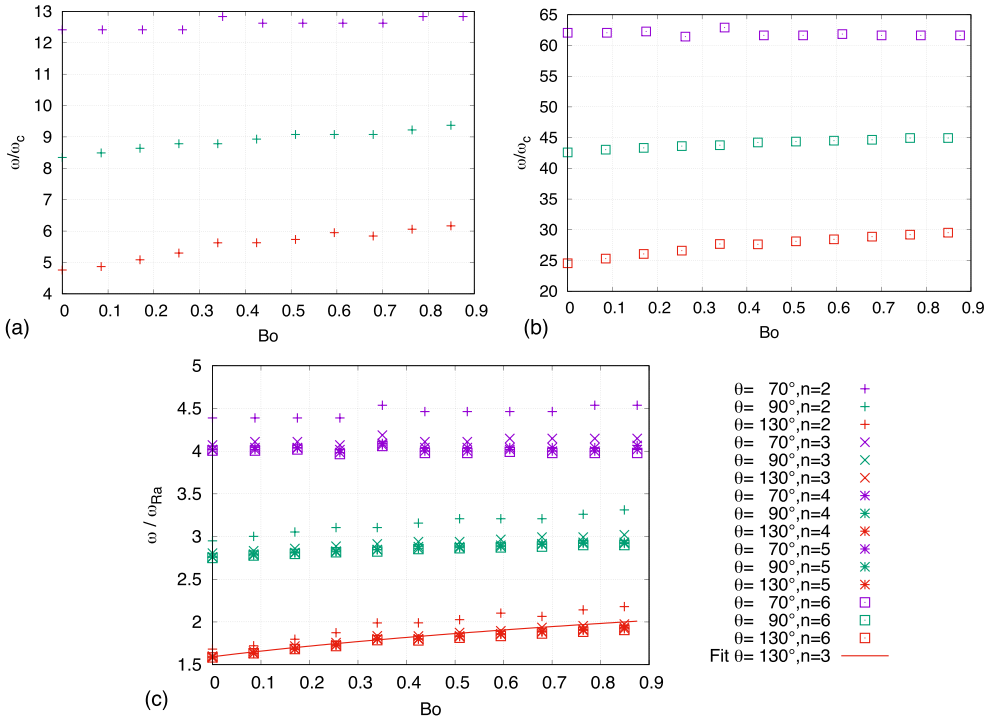 13
12
11
10
9
8
7
6
5
4
ω/ωc
0 0.1 0.2 0.3 0.4 0.5 0.6 0.7 0.8 0.9
Bo
(a)
65
60
55
50
45
40
35
30
25
20
ω/ωc
0 0.1 0.2 0.3 0.4 0.5 0.6 0.7 0.8 0.9
Bo
(b)
5
4.5
4
3.5
3
2.5
2
1.5
ω / ωRa
0 0.1 0.2 0.3 0.4 0.5 0.6 0.7 0.8 0.9
Bo
(c)
θ= 70°,n=2
θ= 90°,n=2
θ= 130°,n=2
θ= 70°,n=3
θ= 90°,n=3
θ= 130°,n=3
θ= 70°,n=4
θ= 90°,n=4
θ= 130°,n=4
θ= 70°,n=5
θ= 90°,n=5
θ= 130°,n=5
θ= 70°,n=6
θ= 90°,n=6
θ= 130°,n=6
Fit θ= 130°,n=3